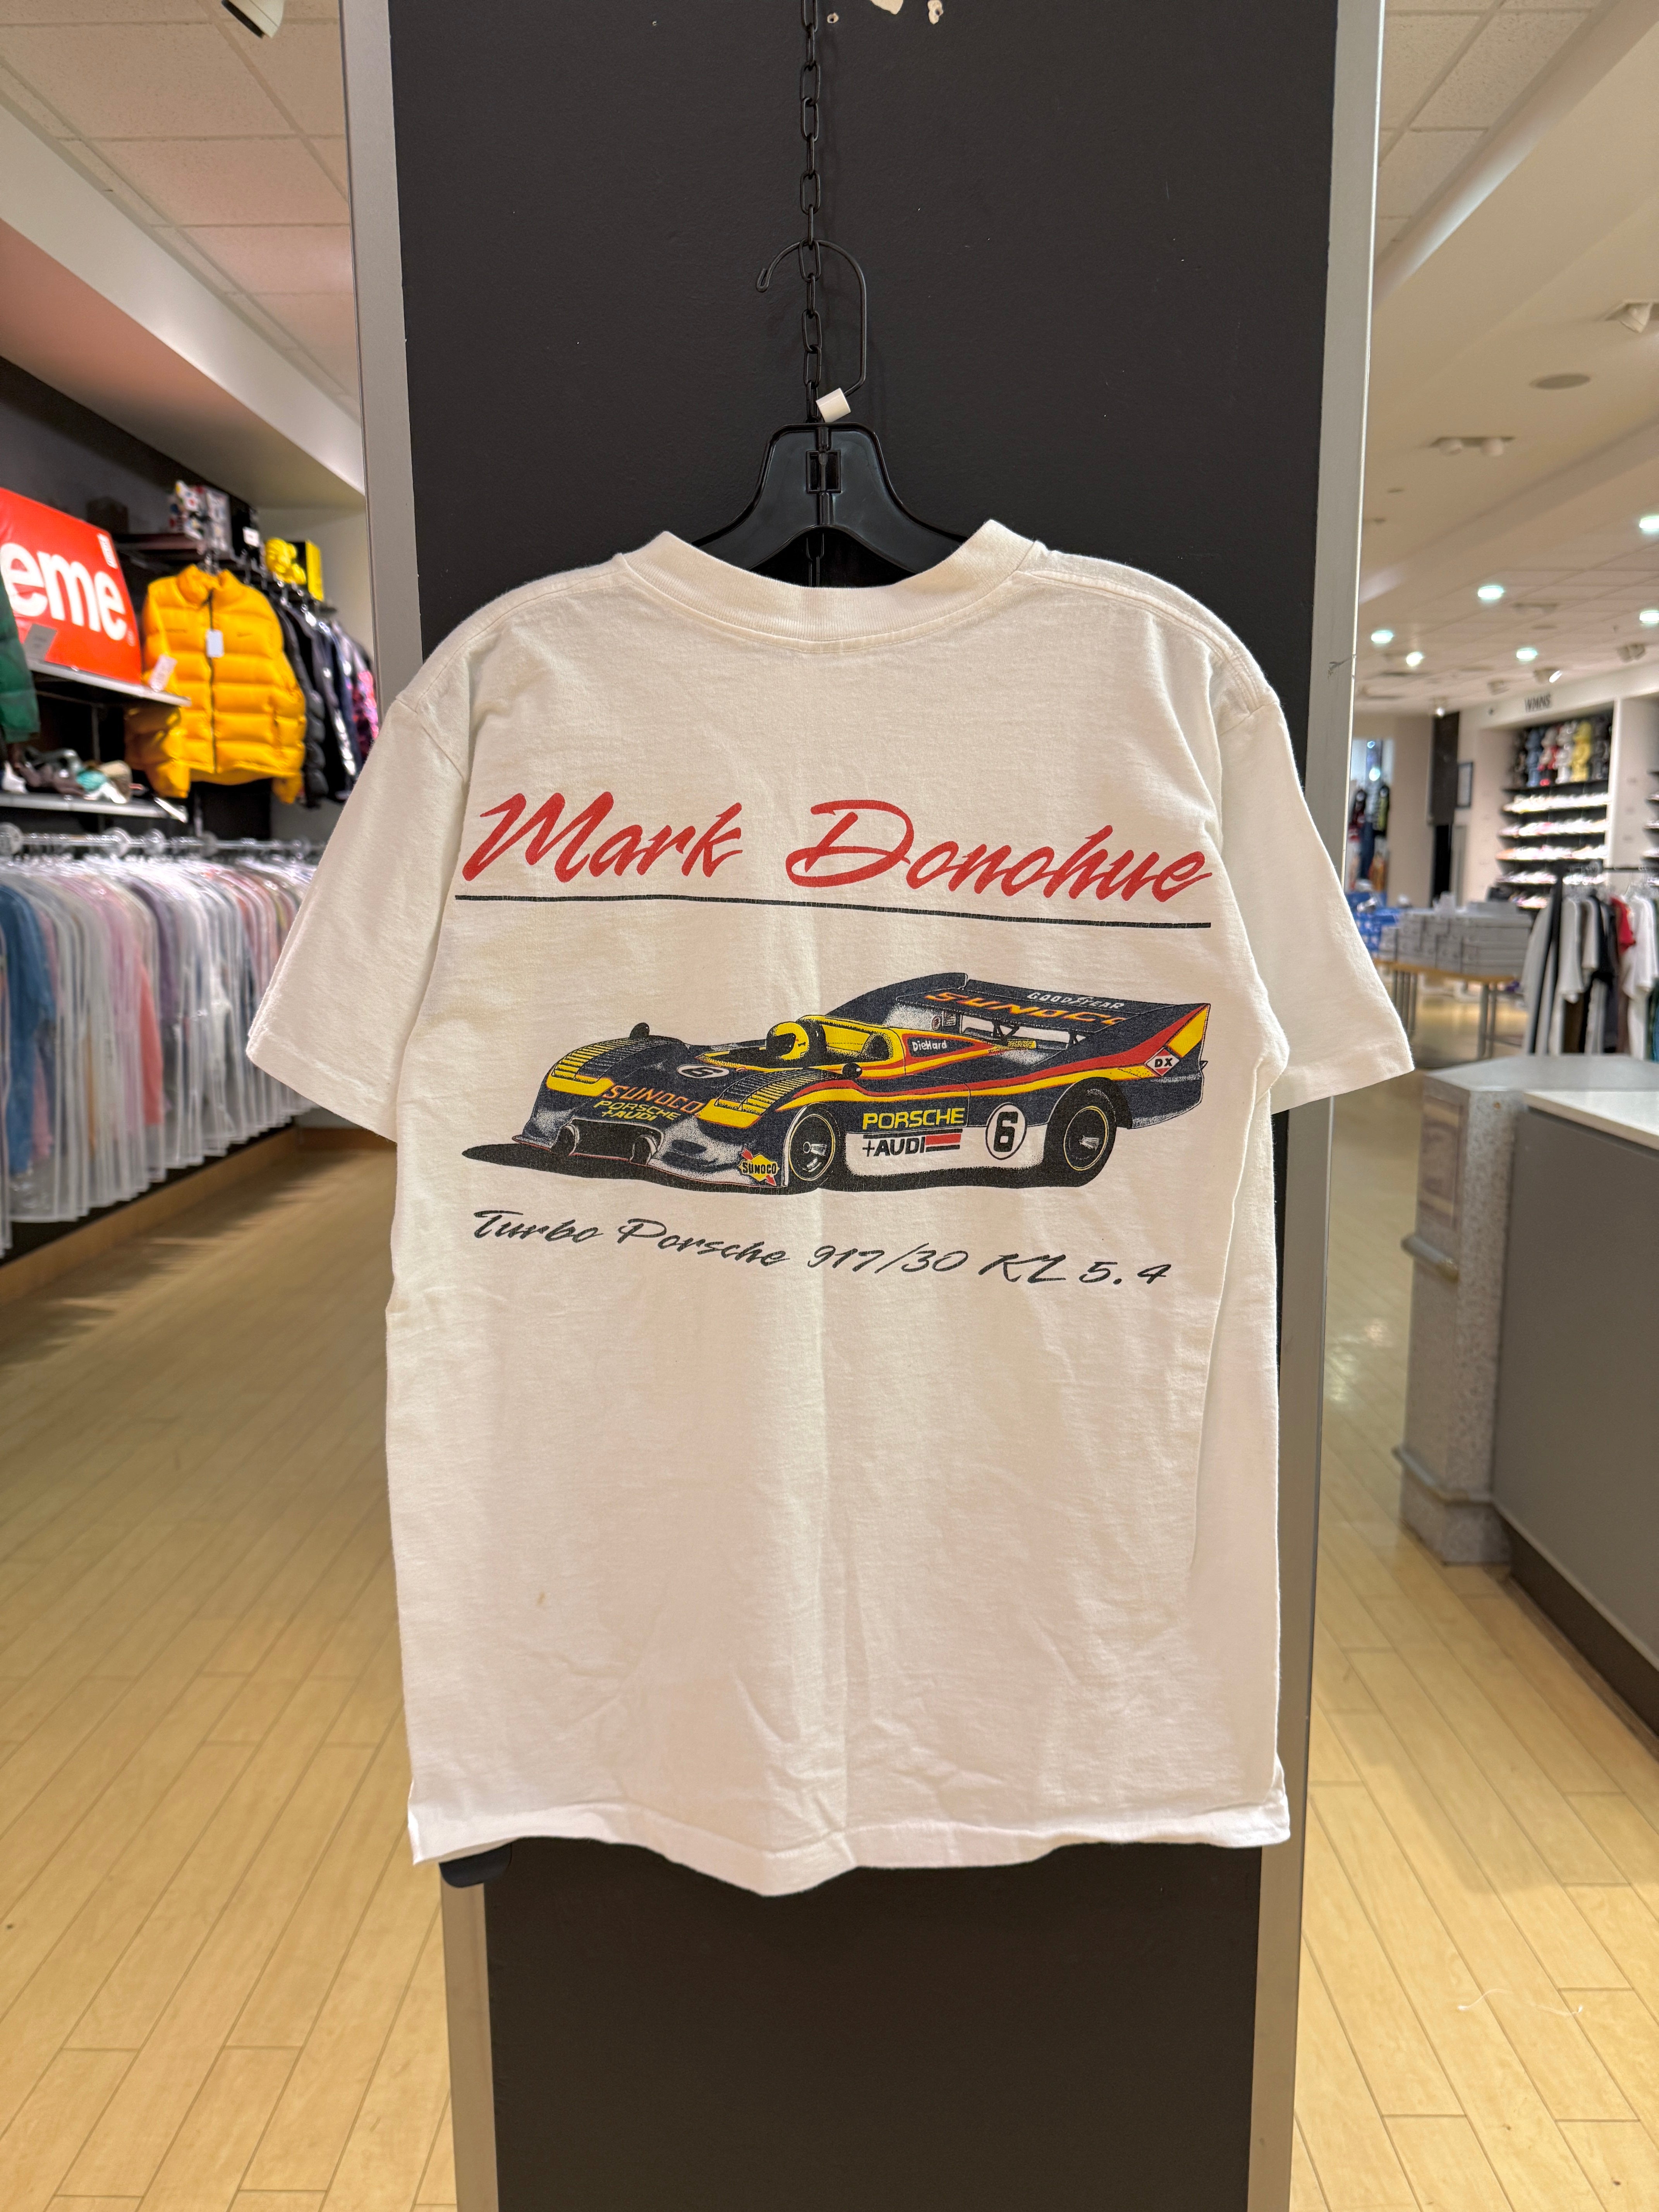 eme
WMNS
Mark Donohue
GOODYEAR
SUNOCO
DieHard
DX
6
SUNOCO
PORSCHE
+AUDI
PORSCHE
+AUDI
6
SUNOCO
Turbo Porsche 917/30 KL 5.4